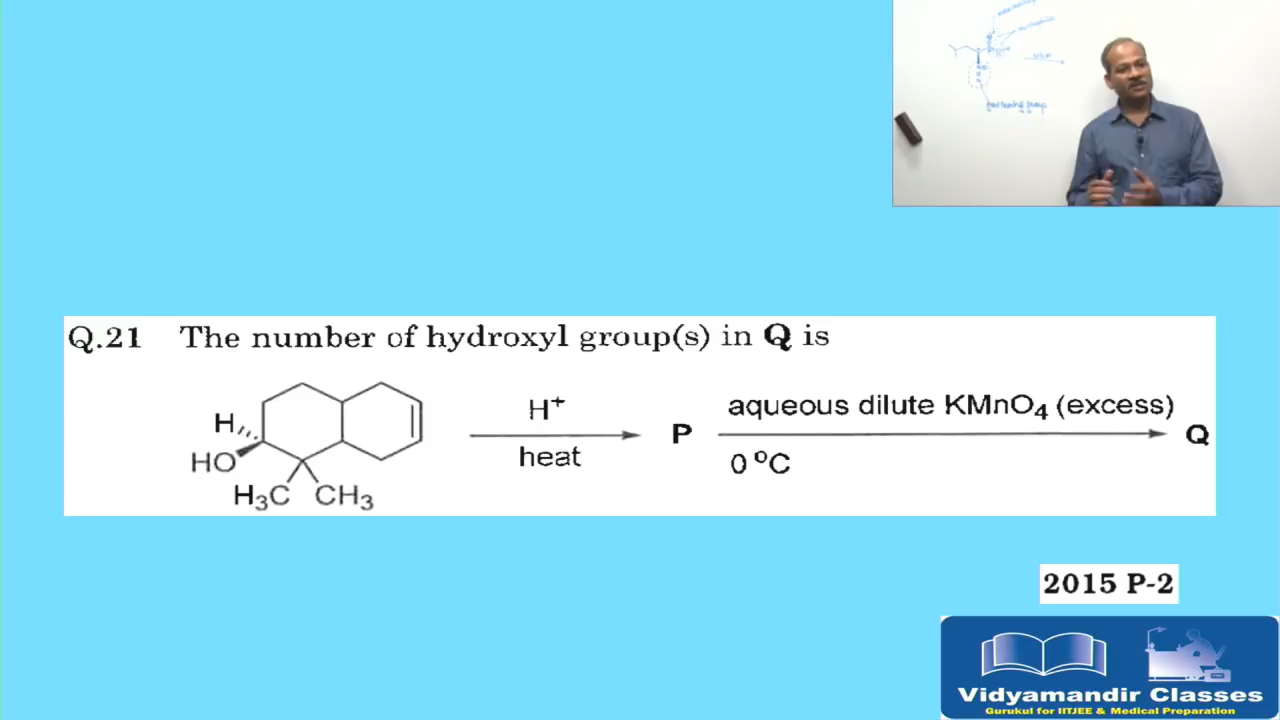 Q.21 The number of hydroxyl group(s) in Q is
H
HO
H₃C CH₃
H⁺
heat
P
aqueous dilute KMnO₄ (excess)
0 °C
Q
2015 P-2
Vidyamandir Classes
Gurukul for IITJEE & Medical Preparation